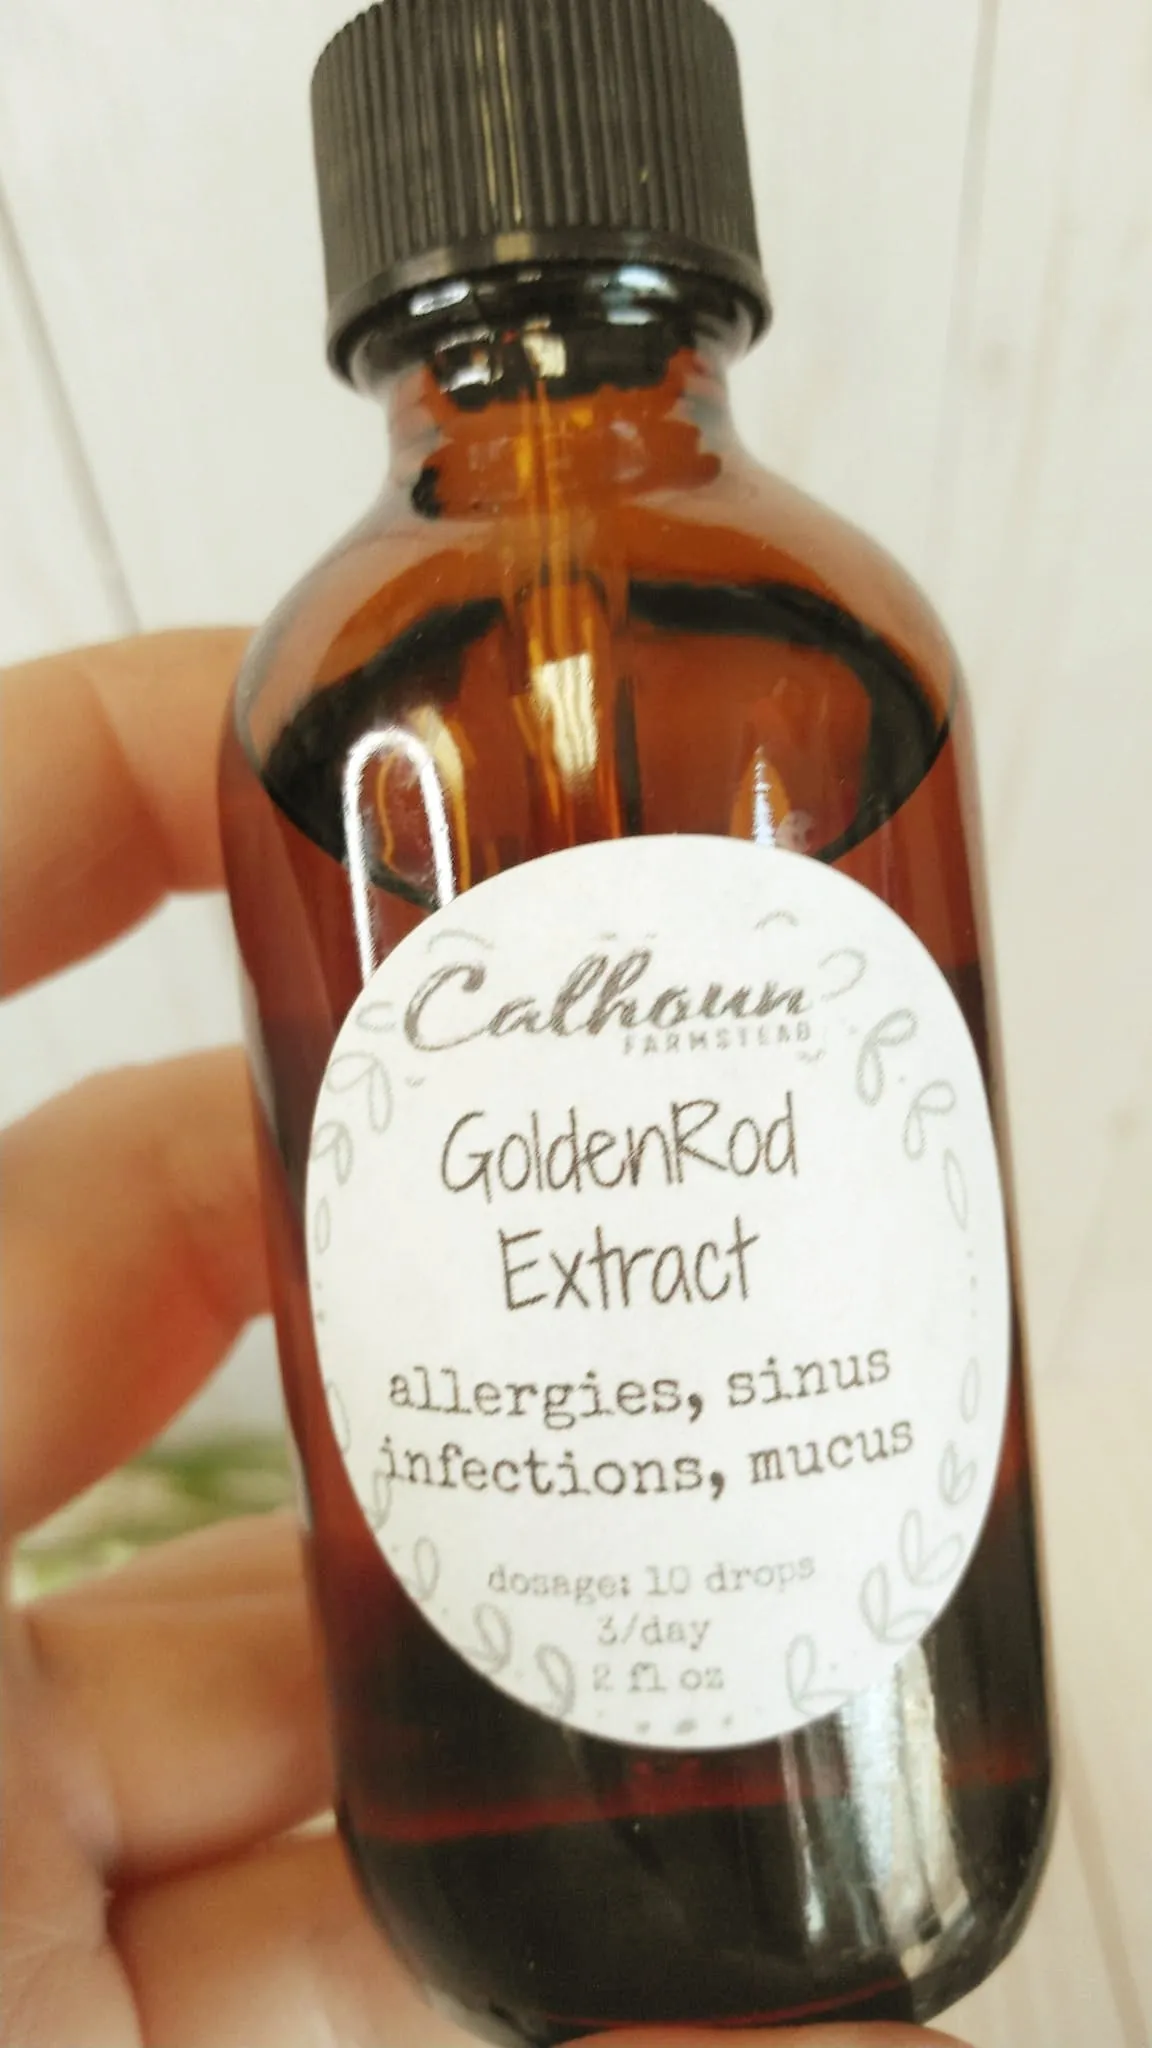 Calhoun
FARMSTEAD
GoldenRod
Extract
allergies, sinus
infections, mucus
dosage: 10 drops
3/day
2 fl oz